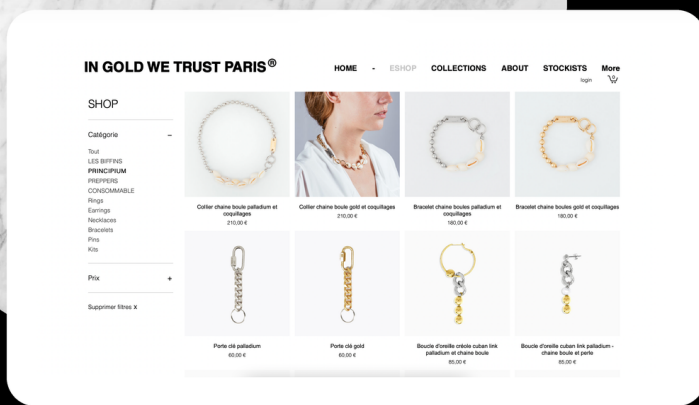 IN GOLD WE TRUST PARIS®
HOME - ESHOP COLLECTIONS ABOUT STOCKISTS More
login
SHOP
Catégorie –
Tout
LES BIFFINS
PRINCIPIUM
PREPPERS
CONSOMMABLE
Rings
Earrings
Necklaces
Bracelets
Pins
Kits
Prix +
Supprimer filtres X
Collier chaine boule palladium et
coquillages
210,00 €
Collier chaine boule gold et coquillages
210,00 €
Bracelet chaine boules palladium et
coquillages
180,00 €
Bracelet chaine boules gold et coquillages
180,00 €
Porte clé palladium
60,00 €
Porte clé gold
60,00 €
Boucle d'oreille créole cuban link
palladium et chaine boule
85,00 €
Boucle d'oreille cuban link palladium -
chaine boule et perle
65,00 €